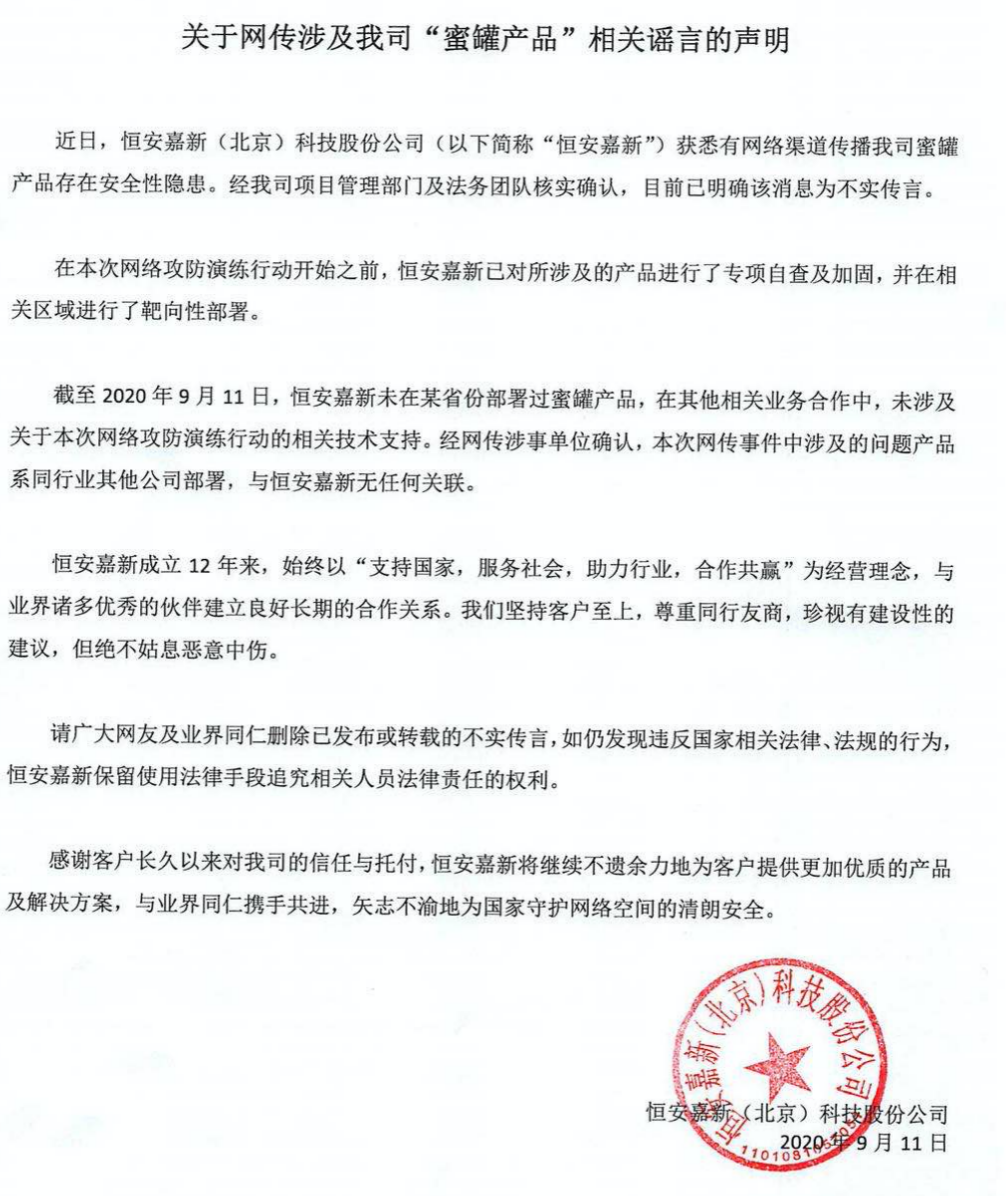 关于网传涉及我司“蜜罐产品”相关谣言的声明
近日，恒安嘉新（北京）科技股份公司（以下简称“恒安嘉新”）获悉有网络渠道传播我司蜜罐
产品存在安全性隐患。经我司项目管理部门及法务团队核实确认，目前已明确该消息为不实传言。
在本次网络攻防演练行动开始之前，恒安嘉新已对所涉及的产品进行了专项自查及加固，并在相
关区域进行了靶向性部署。
截至 2020 年 9 月 11 日，恒安嘉新未在某省份部署过蜜罐产品，在其他相关业务合作中，未涉及
关于本次网络攻防演练行动的相关技术支持。经网传涉事单位确认，本次网传事件中涉及的问题产品
系同行业其他公司部署，与恒安嘉新无任何关联。
恒安嘉新成立 12 年来，始终以“支持国家，服务社会，助力行业，合作共赢”为经营理念，与
业界诸多优秀的伙伴建立良好长期的合作关系。我们坚持客户至上，尊重同行友商，珍视有建设性的
建议，但绝不姑息恶意中伤。
请广大网友及业界同仁删除已发布或转载的不实传言，如仍发现违反国家相关法律、法规的行为，
恒安嘉新保留使用法律手段追究相关人员法律责任的权利。
感谢客户长久以来对我司的信任与托付，恒安嘉新将继续不遗余力地为客户提供更加优质的产品
及解决方案，与业界同仁携手共进，矢志不渝地为国家守护网络空间的清朗安全。
恒安嘉新（北京）科技股份公司
恒安嘉新（北京）科技股份公司
2020 年 9 月 11 日